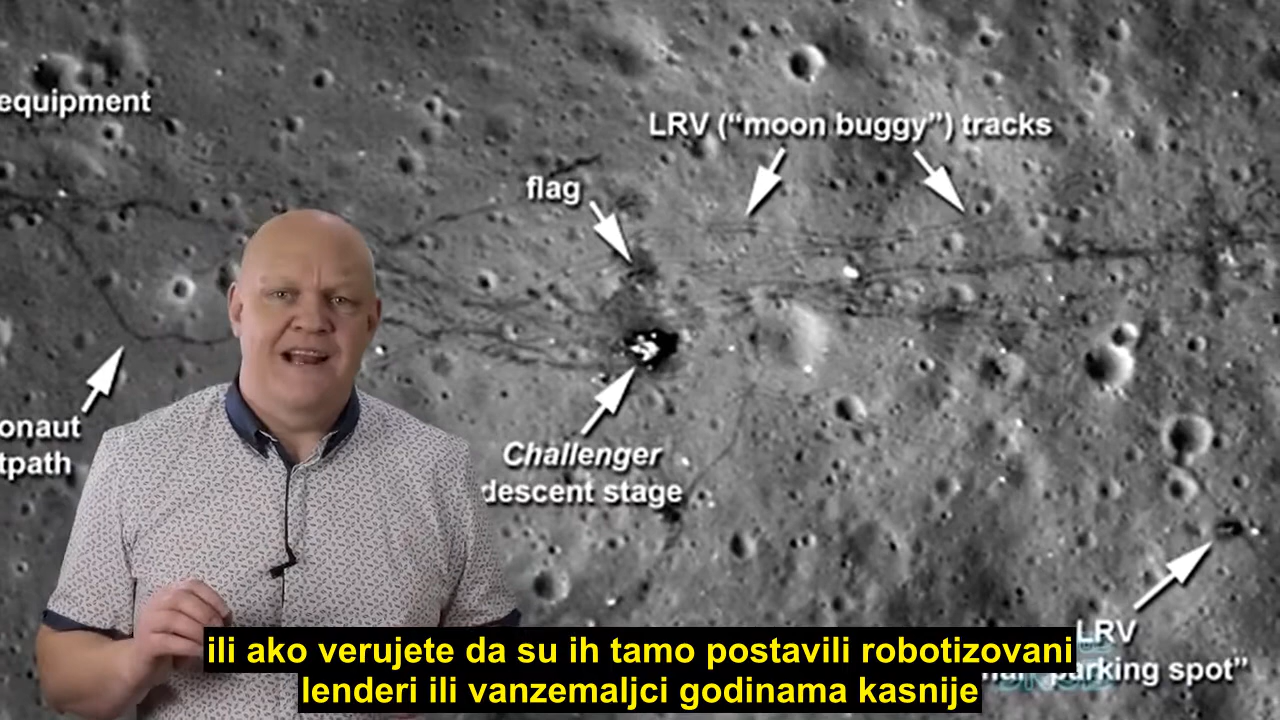 equipment
LRV (“moon buggy”) tracks
flag
onaut
tpath
Challenger
descent stage
LRV
parking spot”
ili ako verujete da su ih tamo postavili robotizovani
lenderi ili vanzemaljci godinama kasnije